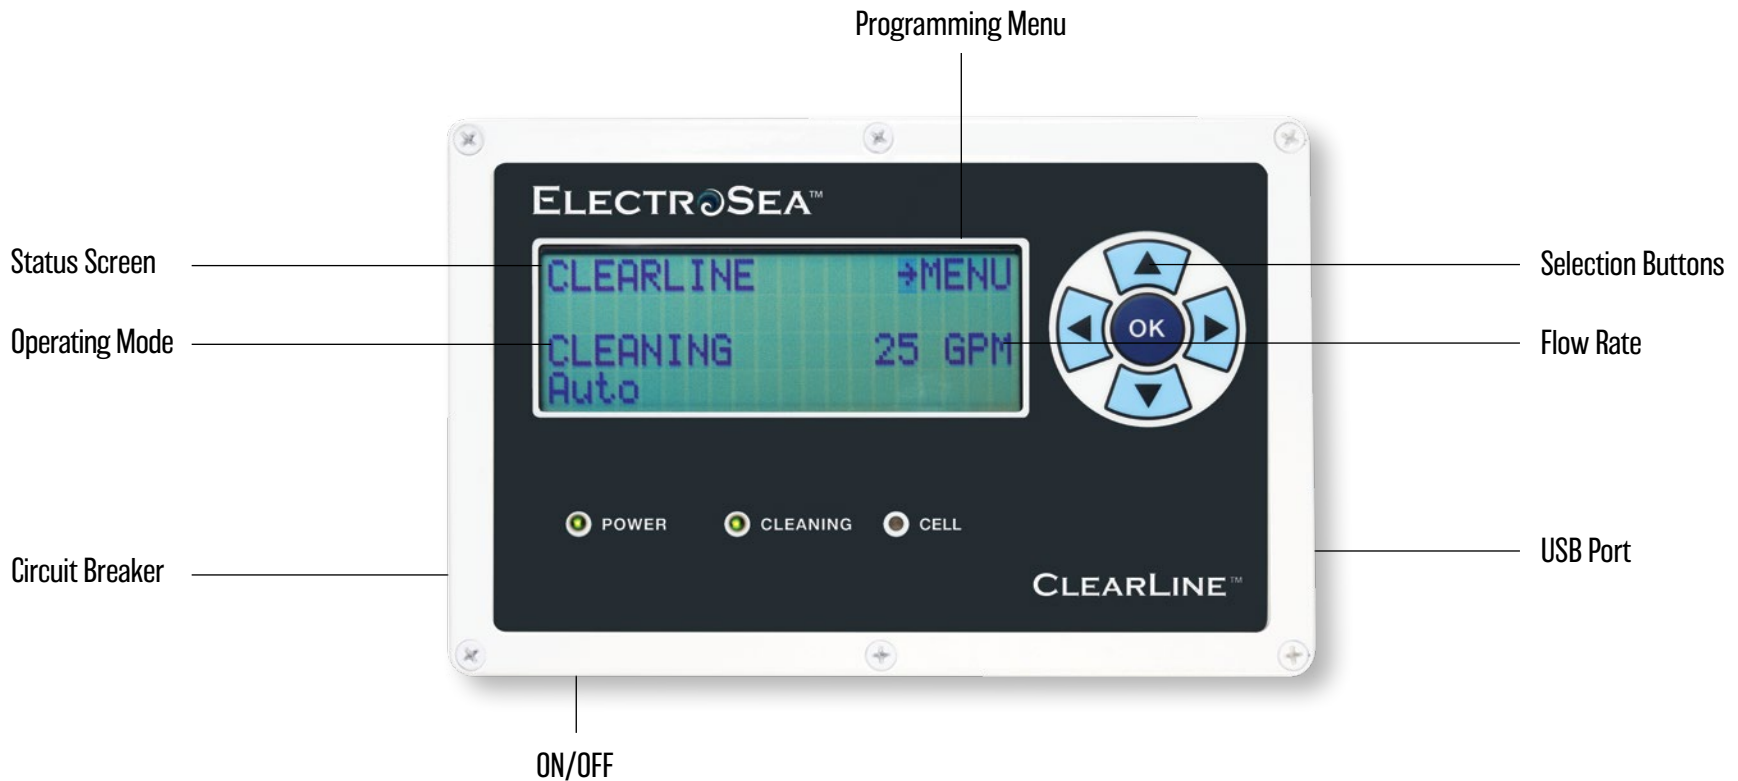 Programming Menu
ELECTROSEA™
Status Screen
CLEARLINE →MENU
Selection Buttons
Operating Mode
CLEANING 25 GPM
OK
Flow Rate
Auto
POWER CLEANING CELL
Circuit Breaker
USB Port
CLEARLINE™
ON/OFF